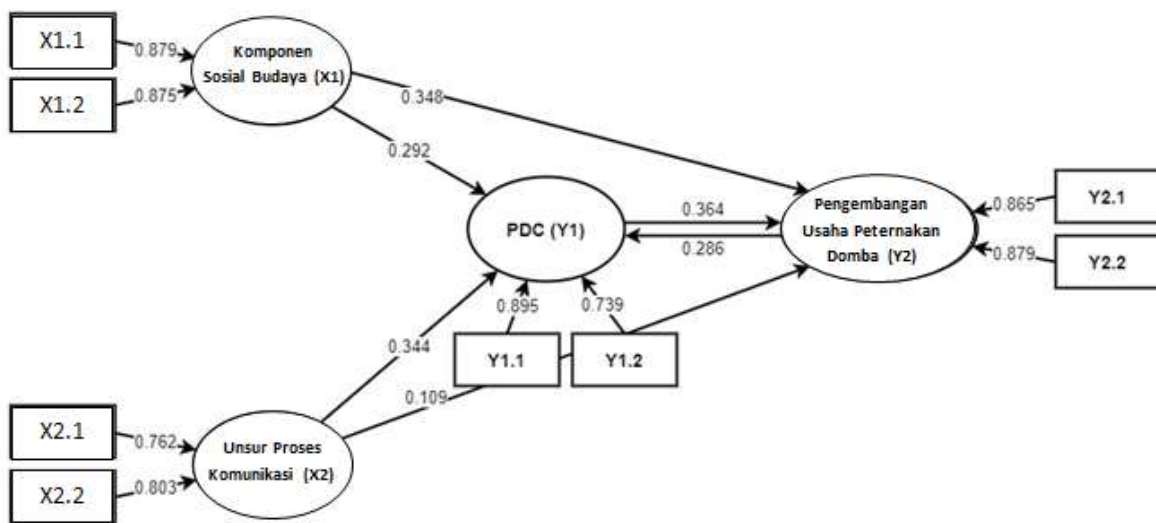 X1.1
0.879
X1.2
0.875
Komponen
Sosial Budaya (X1)
0.348
0.292
PDC (Y1)
0.364
0.286
Pengembangan
Usaha Peternakan
Domba (Y2)
0.865
Y2.1
0.879
Y2.2
0.895
0.739
Y1.1
Y1.2
0.344
0.109
X2.1
0.762
X2.2
0.803
Unsur Proses
Komunikasi (X2)